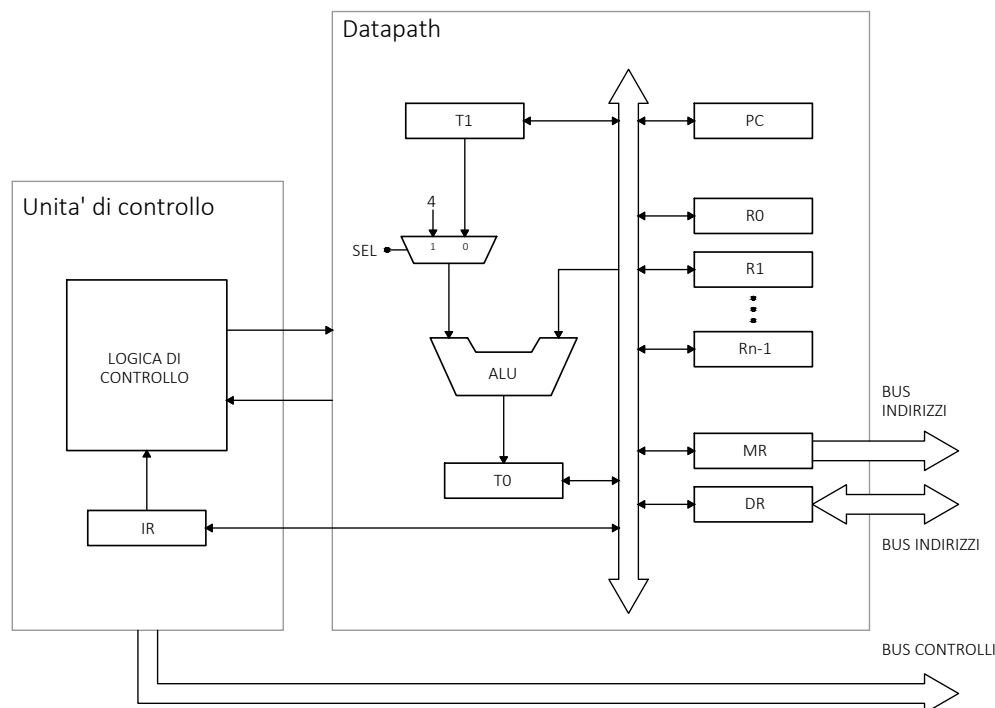 Datapath
T1
PC
Unita' di controllo
4
R0
SEL
1 0
R1
LOGICA DI
CONTROLLO
ALU
Rn-1
BUS
INDIRIZZI
MR
T0
DR
IR
BUS INDIRIZZI
BUS CONTROLLI